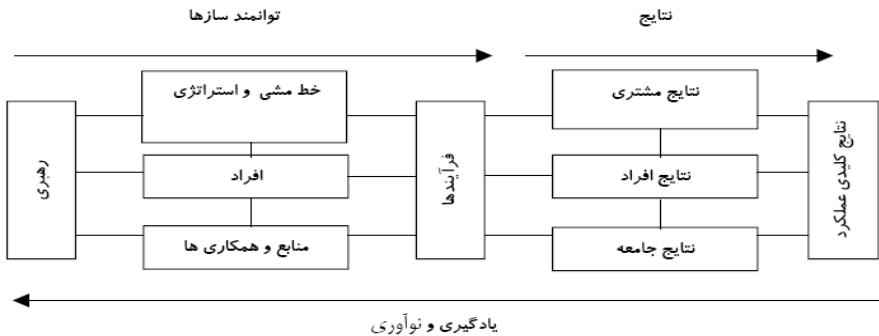 توانمند سازها
نتایج
رهبری
خط مشی و استراتژی
افراد
منابع و همکاری ها
فرآیندها
نتایج مشتری
نتایج افراد
نتایج جامعه
نتایج کلیدی عملکرد
یادگیری و نوآوری